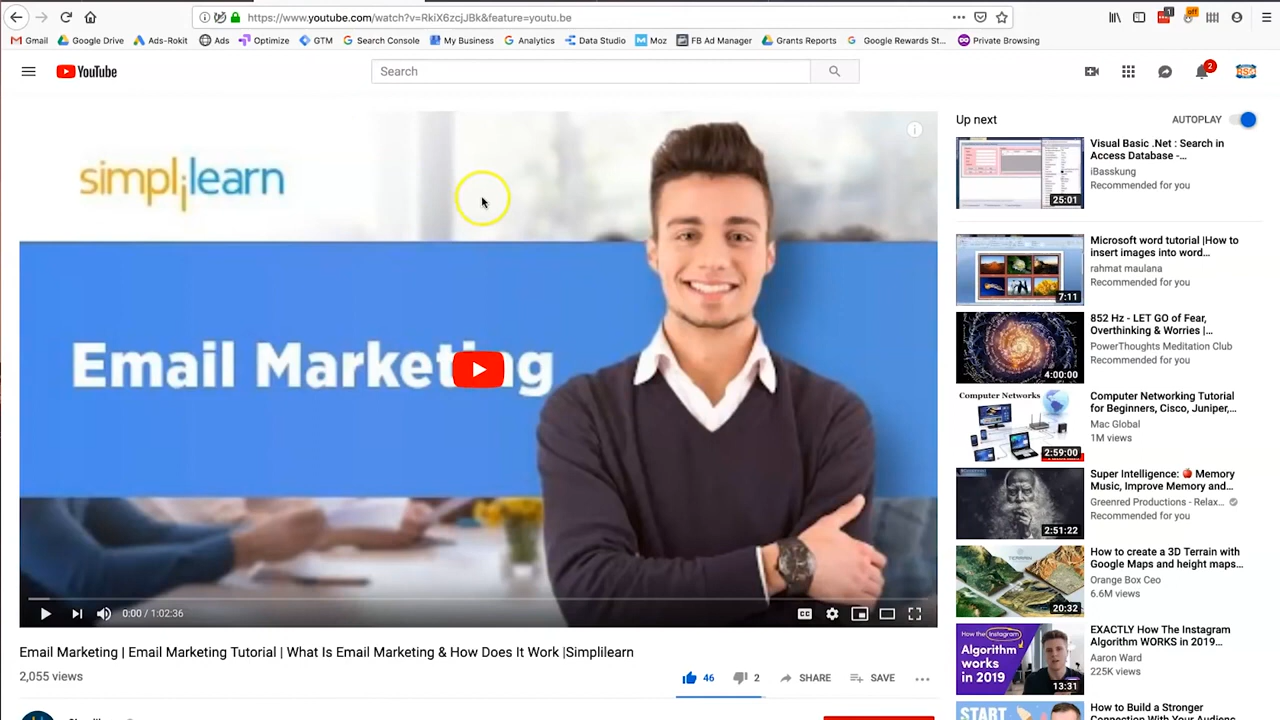 https://www.youtube.com/watch?v=RkiX6zcjJBk&feature=youtu.be
1
off
Gmail
Google Drive
Ads-Rokit
Ads
Optimize
GTM
Search Console
My Business
Analytics
Data Studio
Moz
FB Ad Manager
Grants Reports
Google Rewards St...
Private Browsing
YouTube
Search
2
simplilearn
Email Marketing
0:00 / 1:02:36
CC
Email Marketing | Email Marketing Tutorial | What Is Email Marketing & How Does It Work |Simplilearn
2,055 views
46
2
SHARE
SAVE
Up next
AUTOPLAY
25:01
Visual Basic .Net : Search in
Access Database -...
iBasskung
Recommended for you
7:11
Microsoft word tutorial |How to
insert images into word...
rahmat maulana
Recommended for you
4:00:00
852 Hz - LET GO of Fear,
Overthinking & Worries |...
PowerThoughts Meditation Club
Recommended for you
Computer Networks
2:59:00
Computer Networking Tutorial
for Beginners, Cisco, Juniper,...
Mac Global
1M views
2:51:22
Super Intelligence: 🍎 Memory
Music, Improve Memory and...
Greenred Productions - Relax...
Recommended for you
20:32
How to create a 3D Terrain with
Google Maps and height maps...
Orange Box Ceo
6.6M views
How the Instagram
Algorithm
works
in 2019
13:31
EXACTLY How The Instagram
Algorithm WORKS in 2019...
Aaron Ward
225K views
START
How to Build a Stronger
Connection With Your Audience